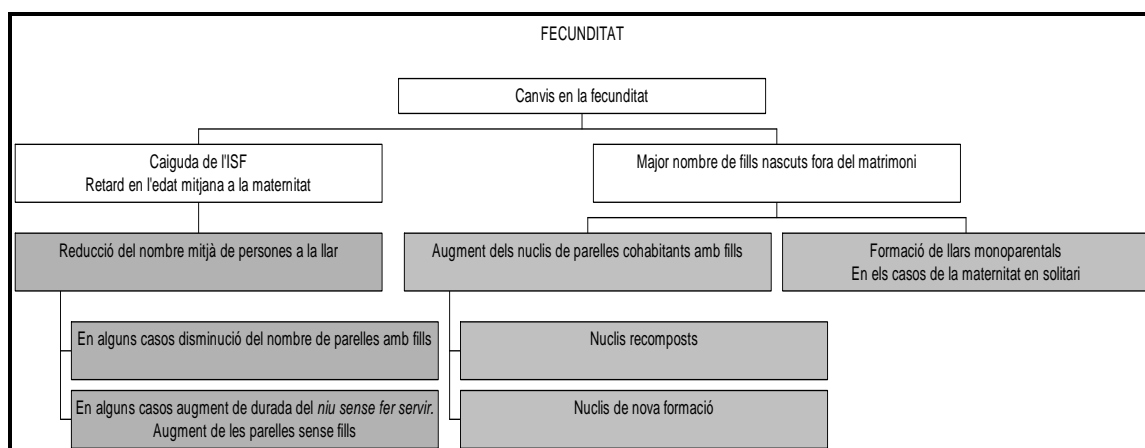 FECUNDITAT
Canvis en la fecunditat
Caiguda de l'ISF
Retard en l'edat mitjana a la maternitat
Major nombre de fills nascuts fora del matrimoni
Reducció del nombre mitjà de persones a la llar
Augment dels nuclis de parelles cohabitants amb fills
Formació de llars monoparentals
En els casos de la maternitat en solitari
En alguns casos disminució del nombre de parelles amb fills
Nuclis recomposts
En alguns casos augment de durada del niu sense fer servir.
Augment de les parelles sense fills
Nuclis de nova formació